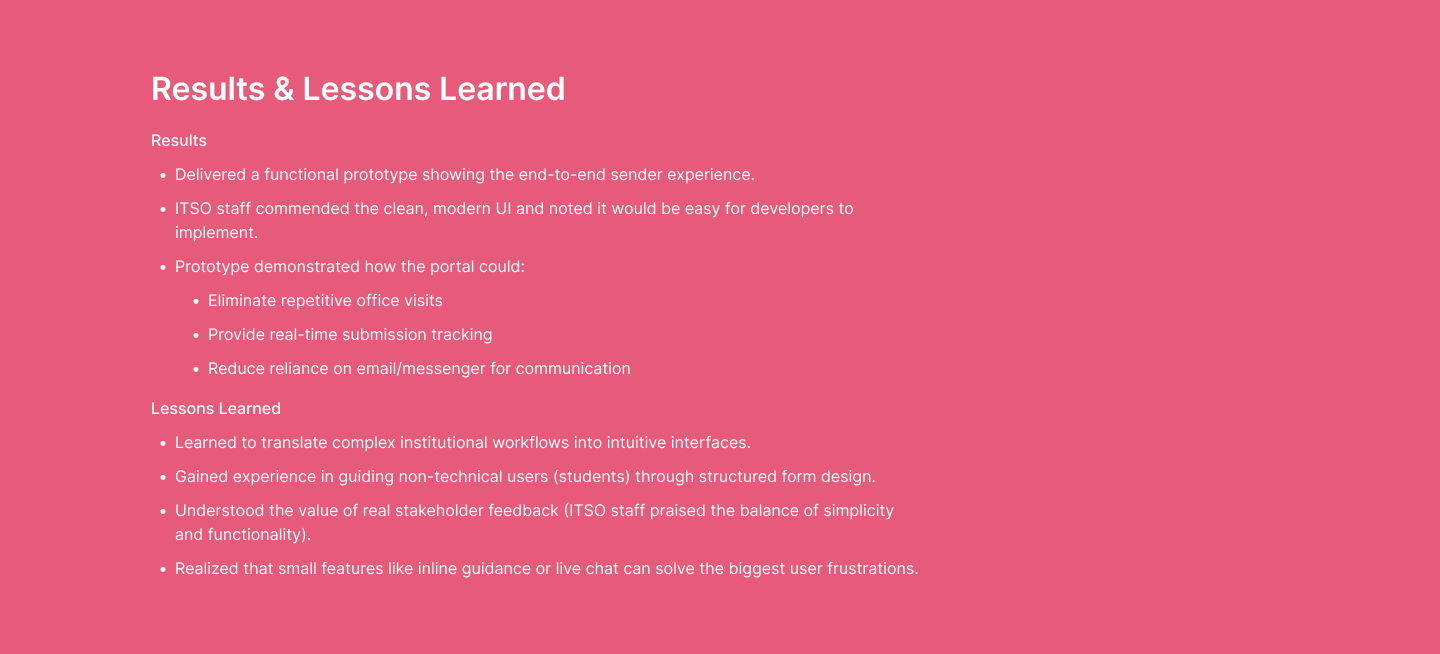 Results & Lessons Learned
Results
• Delivered a functional prototype showing the end-to-end sender experience.
• ITSO staff commended the clean, modern UI and noted it would be easy for developers to
implement.
• Prototype demonstrated how the portal could:
• Eliminate repetitive office visits
• Provide real-time submission tracking
• Reduce reliance on email/messenger for communication
Lessons Learned
• Learned to translate complex institutional workflows into intuitive interfaces.
• Gained experience in guiding non-technical users (students) through structured form design.
• Understood the value of real stakeholder feedback (ITSO staff praised the balance of simplicity
and functionality).
• Realized that small features like inline guidance or live chat can solve the biggest user frustrations.